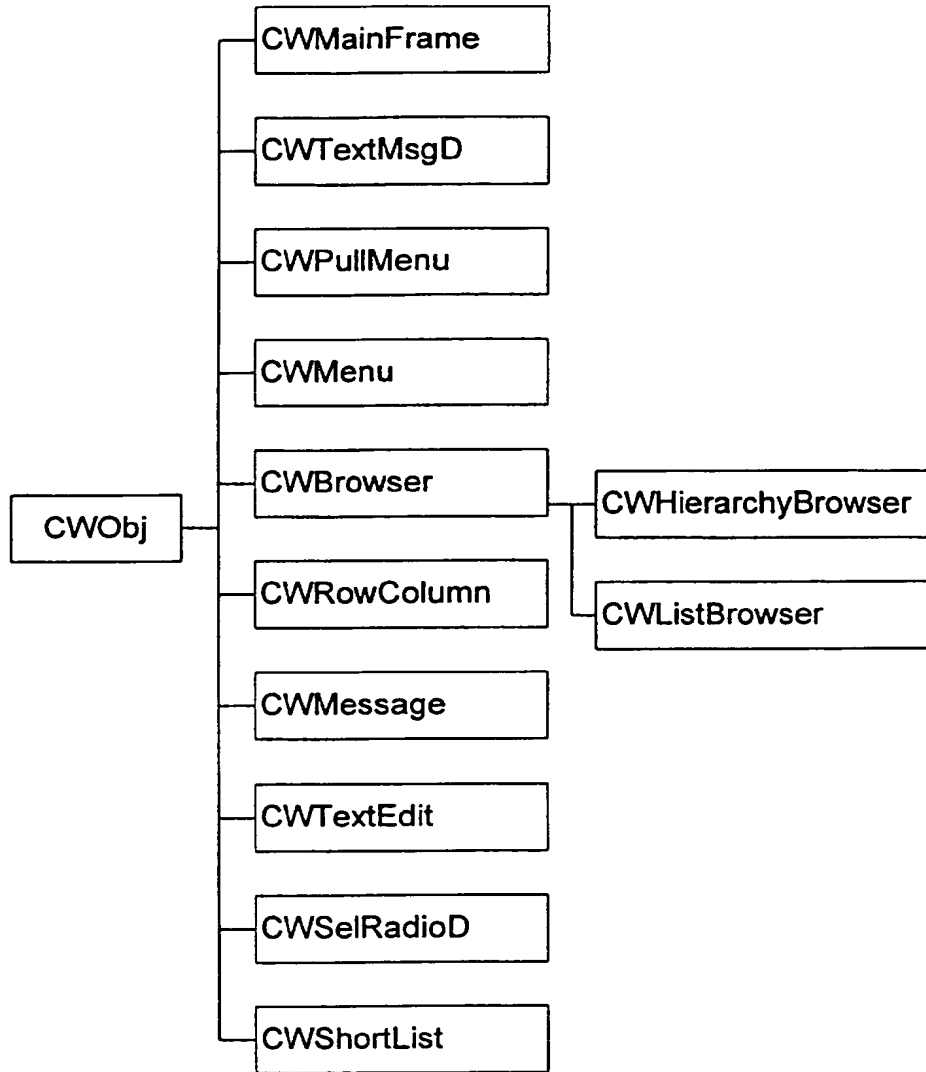 CWMainFrame
CWTextMsgD
CWPullMenu
CWMenu
CWBrowser
CWHierarchyBrowser
CWObj
CWRowColumn
CWListBrowser
CWMessage
CWTextEdit
CWSelRadioD
CWShortList